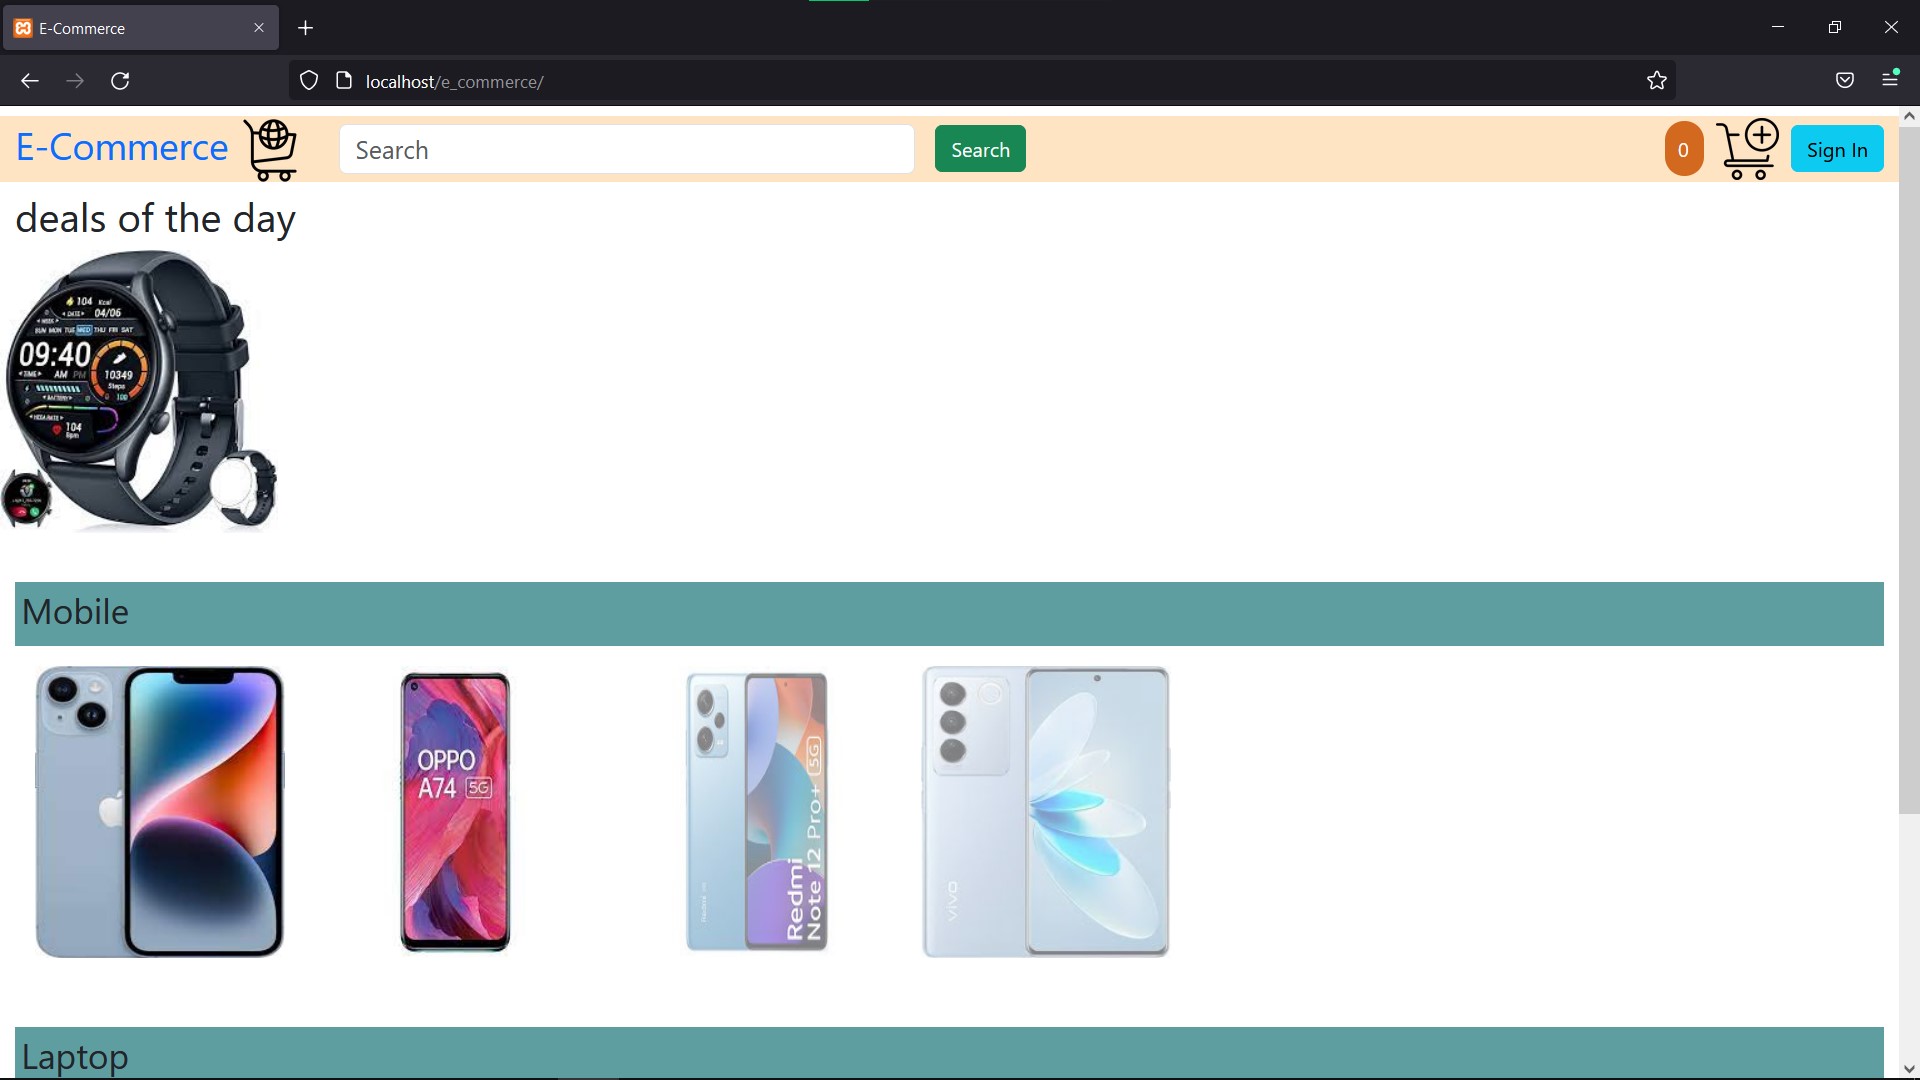 E-Commerce
localhost/e_commerce/
E-Commerce
Search
Search
0
Sign In
deals of the day
104 Kcal
DATE 04/06
SUN MON TUE WED THU FRI SAT
09:40
TIME AM PM
10349
Steps
BATTERY
100
104
Bpm
Mobile
OPPO
A74 5G
Redmi
Note 12 Pro+ 5G
vivo
Laptop